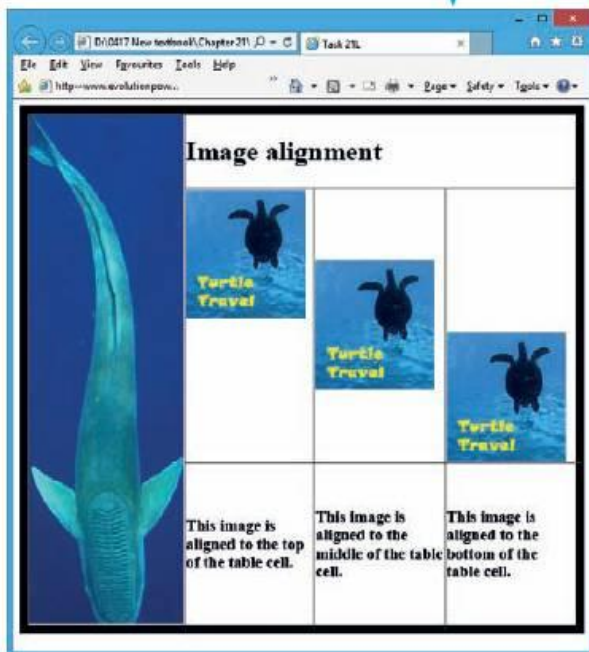 D:\0417 New textbook\Chapter 21\
Task 21L
File Edit View Favourites Tools Help
http--www.evolutionpow...
Page Safety Tools
Image alignment
Turtle
Travel
Turtle
Travel
Turtle
Travel
This image is
aligned to the top
of the table cell.
This image is
aligned to the
middle of the table
cell.
This image is
aligned to the
bottom of the
table cell.